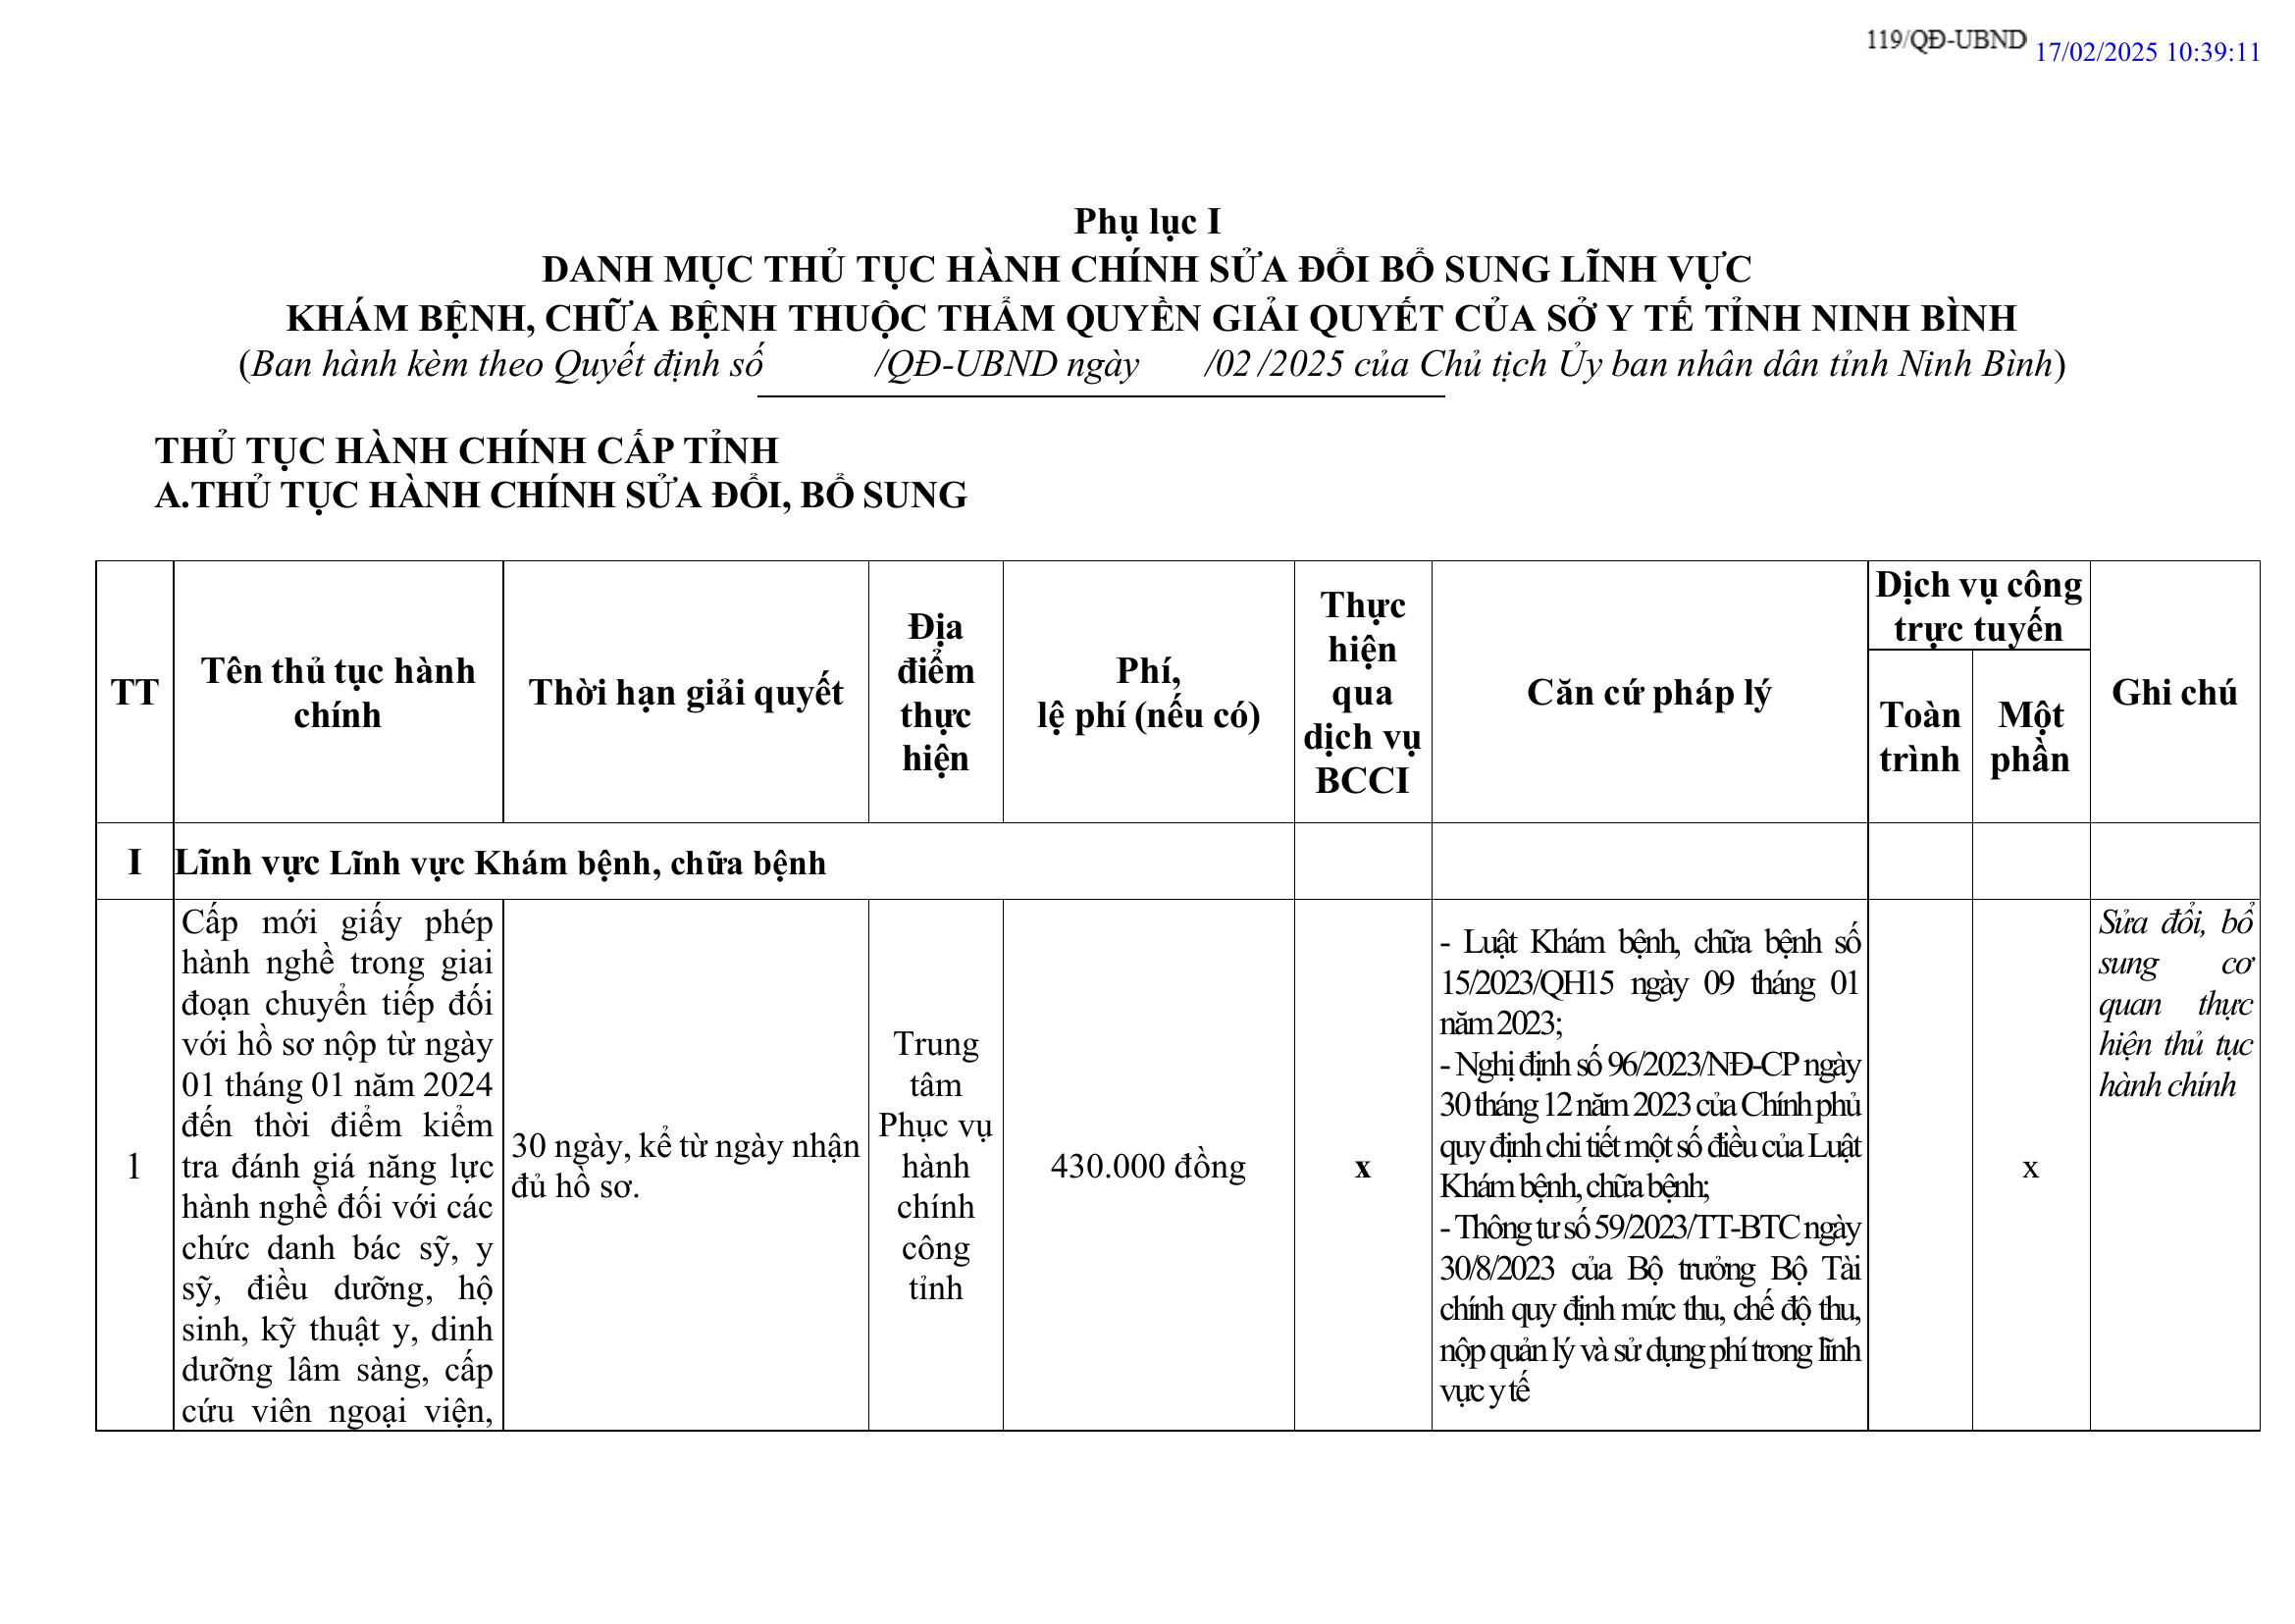 119/QĐ-UBND 17/02/2025 10:39:11
Phụ lục I
DANH MỤC THỦ TỤC HÀNH CHÍNH SỬA ĐỔI BỔ SUNG LĨNH VỰC
KHÁM BỆNH, CHỮA BỆNH THUỘC THẨM QUYỀN GIẢI QUYẾT CỦA SỞ Y TẾ TỈNH NINH BÌNH
(Ban hành kèm theo Quyết định số /QĐ-UBND ngày /02 /2025 của Chủ tịch Ủy ban nhân dân tỉnh Ninh Bình)
THỦ TỤC HÀNH CHÍNH CẤP TỈNH
A.THỦ TỤC HÀNH CHÍNH SỬA ĐỔI, BỔ SUNG
TT
Tên thủ tục hành
chính
Thời hạn giải quyết
Địa
điểm
thực
hiện
Phí,
lệ phí (nếu có)
Thực
hiện
qua
dịch vụ
BCCI
Căn cứ pháp lý
Dịch vụ công
trực tuyến
Toàn
trình
Một
phần
Ghi chú
I
Lĩnh vực Lĩnh vực Khám bệnh, chữa bệnh
1
Cấp mới giấy phép
hành nghề trong giai
đoạn chuyển tiếp đối
với hồ sơ nộp từ ngày
01 tháng 01 năm 2024
đến thời điểm kiểm
tra đánh giá năng lực
hành nghề đối với các
chức danh bác sỹ, y
sỹ, điều dưỡng, hộ
sinh, kỹ thuật y, dinh
dưỡng lâm sàng, cấp
cứu viên ngoại viện,
30 ngày, kể từ ngày nhận
đủ hồ sơ.
Trung
tâm
Phục vụ
hành
chính
công
tỉnh
430.000 đồng
x
- Luật Khám bệnh, chữa bệnh số
15/2023/QH15 ngày 09 tháng 01
năm 2023;
- Nghị định số 96/2023/NĐ-CP ngày
30 tháng 12 năm 2023 của Chính phủ
quy định chi tiết một số điều của Luật
Khám bệnh, chữa bệnh;
- Thông tư số 59/2023/TT-BTC ngày
30/8/2023 của Bộ trưởng Bộ Tài
chính quy định mức thu, chế độ thu,
nộp quản lý và sử dụng phí trong lĩnh
vực y tế
x
Sửa đổi, bổ
sung cơ
quan thực
hiện thủ tục
hành chính